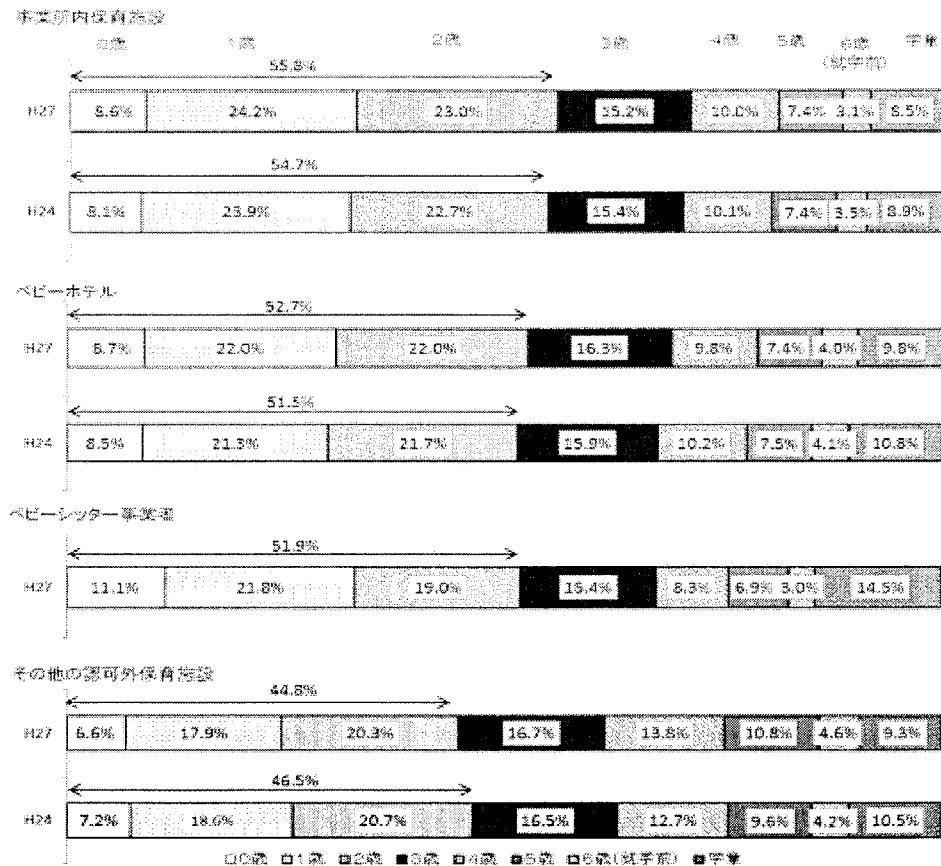 事業所内保育施設
0歳 1歳 2歳 3歳 4歳 5歳 6歳 学童
(就学前)
55.8%
H27 8.6% 24.2% 23.0% 15.2% 10.0% 7.4% 3.1% 8.5%
54.7%
H24 8.1% 23.9% 22.7% 15.4% 10.1% 7.4% 3.5% 8.9%
ベビーホテル
52.7%
H27 8.7% 22.0% 22.0% 16.3% 9.8% 7.4% 4.0% 9.8%
51.5%
H24 8.5% 21.3% 21.7% 15.9% 10.2% 7.5% 4.1% 10.8%
ベビーシッター事業者
51.9%
H27 11.1% 21.8% 19.0% 15.4% 8.3% 6.9% 3.0% 14.5%
その他の認可外保育施設
44.8%
H27 6.6% 17.9% 20.3% 16.7% 13.8% 10.8% 4.6% 9.3%
46.5%
H24 7.2% 18.6% 20.7% 16.5% 12.7% 9.6% 4.2% 10.5%
0歳 1歳 2歳 3歳 4歳 5歳 6歳(就学前) 学童